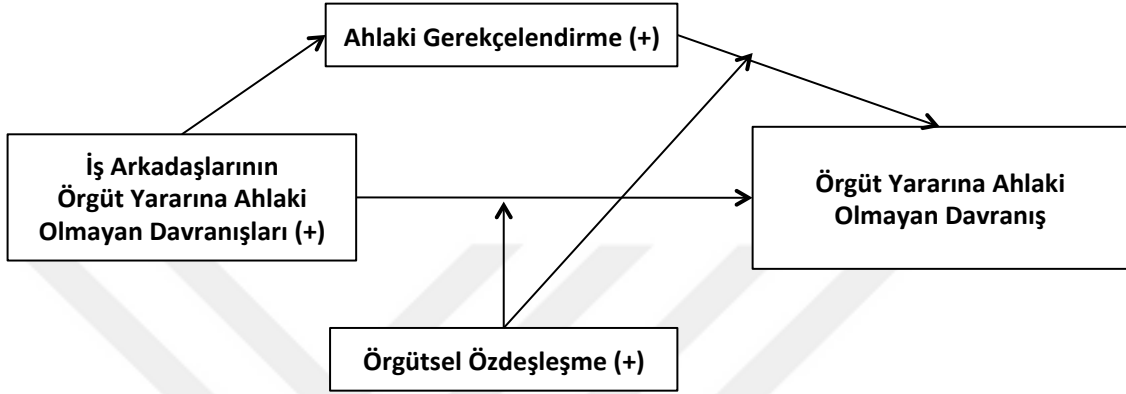 Ahlaki Gerekçelendirme (+)
İş Arkadaşlarının
Örgüt Yararına Ahlaki
Olmayan Davranışları (+)
Örgüt Yararına Ahlaki
Olmayan Davranış
Örgütsel Özdeşleşme (+)